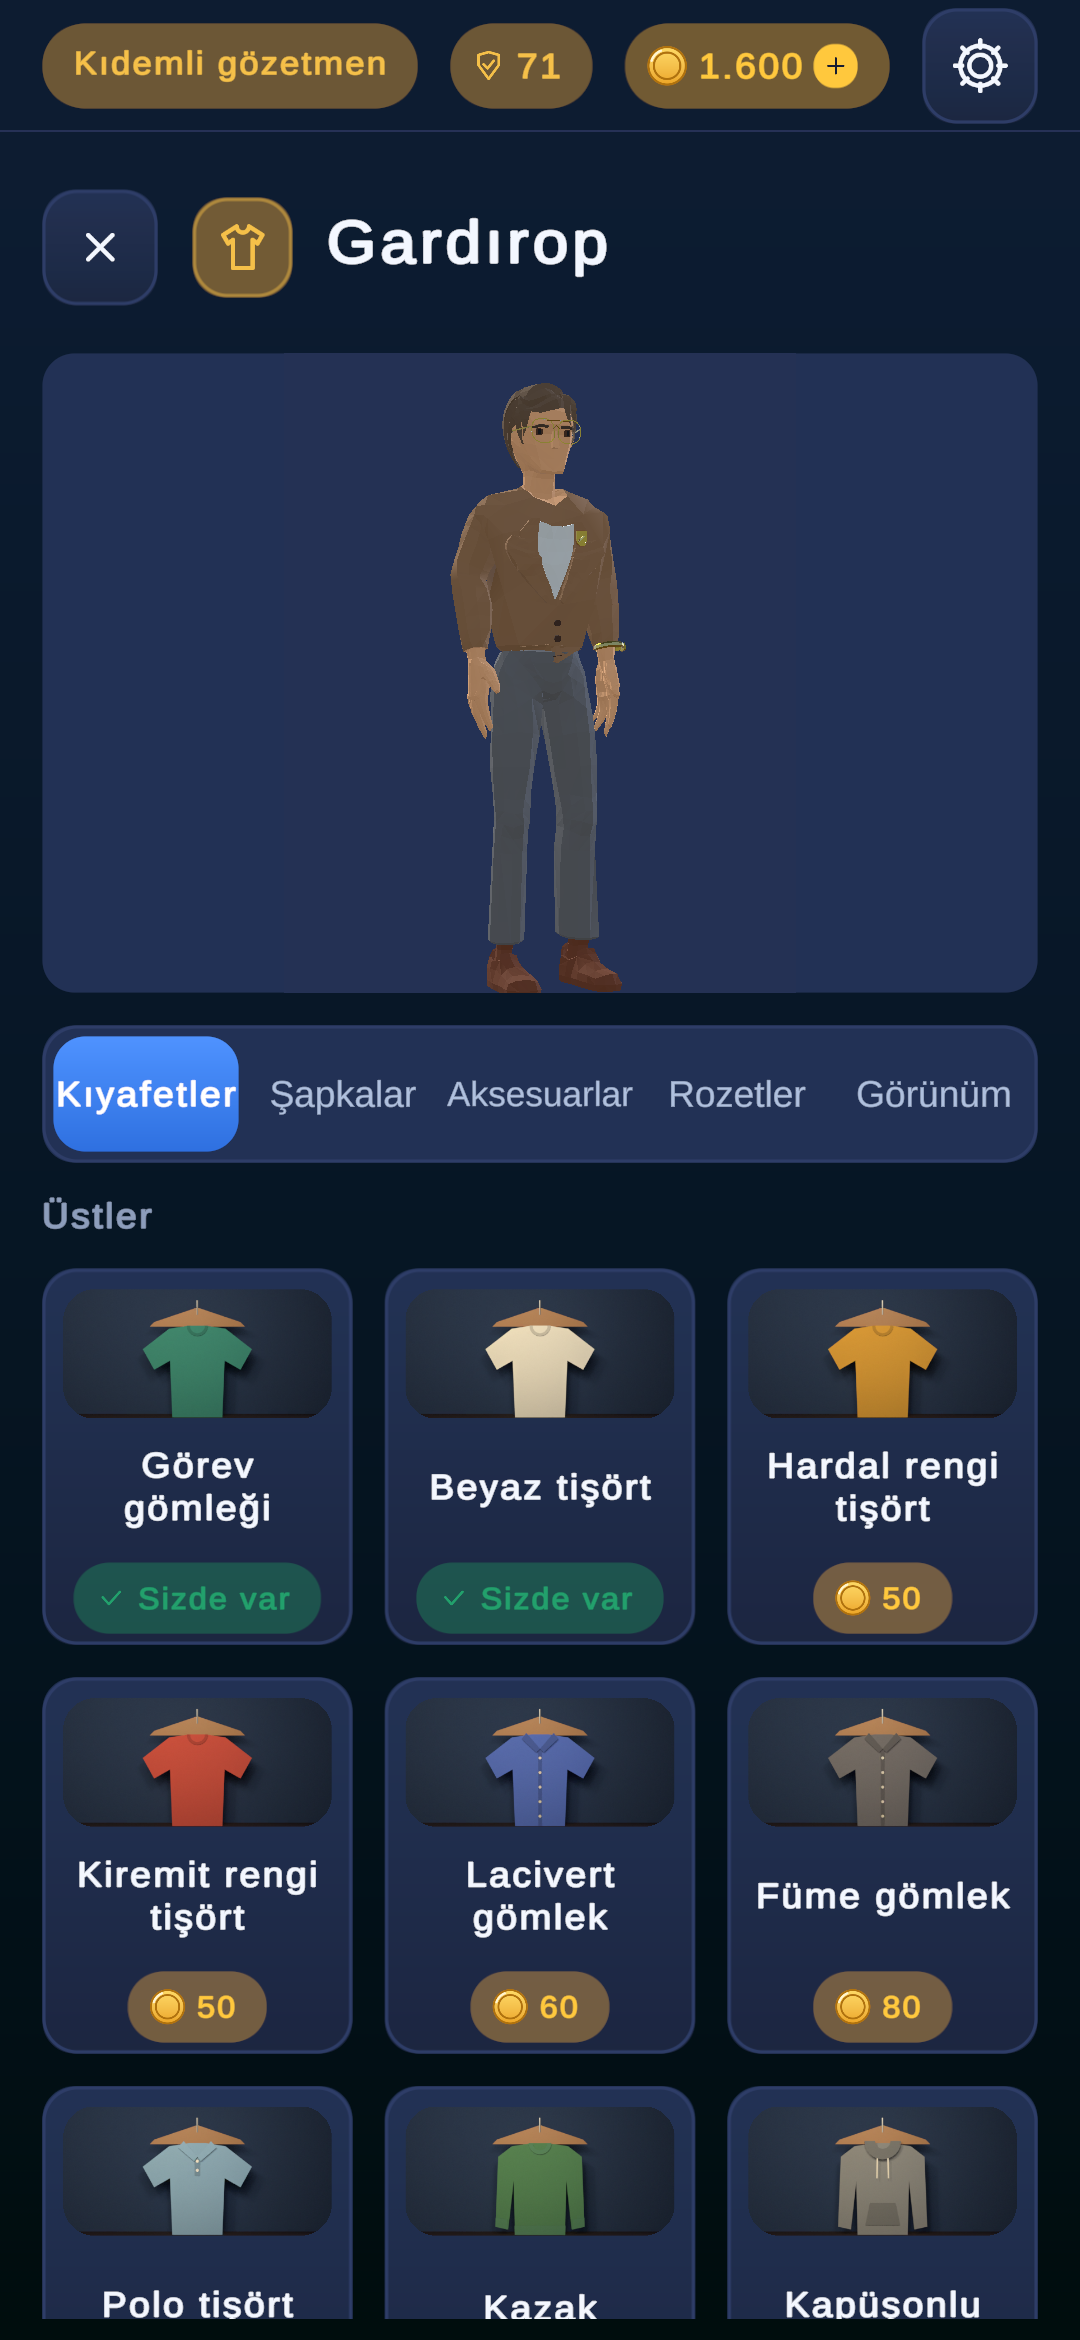 Kıdemli gözetmen
71
1.600
Gardırop
Kıyafetler
Şapkalar
Aksesuarlar
Rozetler
Görünüm
Üstler
Görev
gömleği
Beyaz tişört
Hardal rengi
tişört
Sizde var
Sizde var
50
Kiremit rengi
tişört
Lacivert
gömlek
Füme gömlek
50
60
80
Polo tişört
Kazak
Kapüşonlu